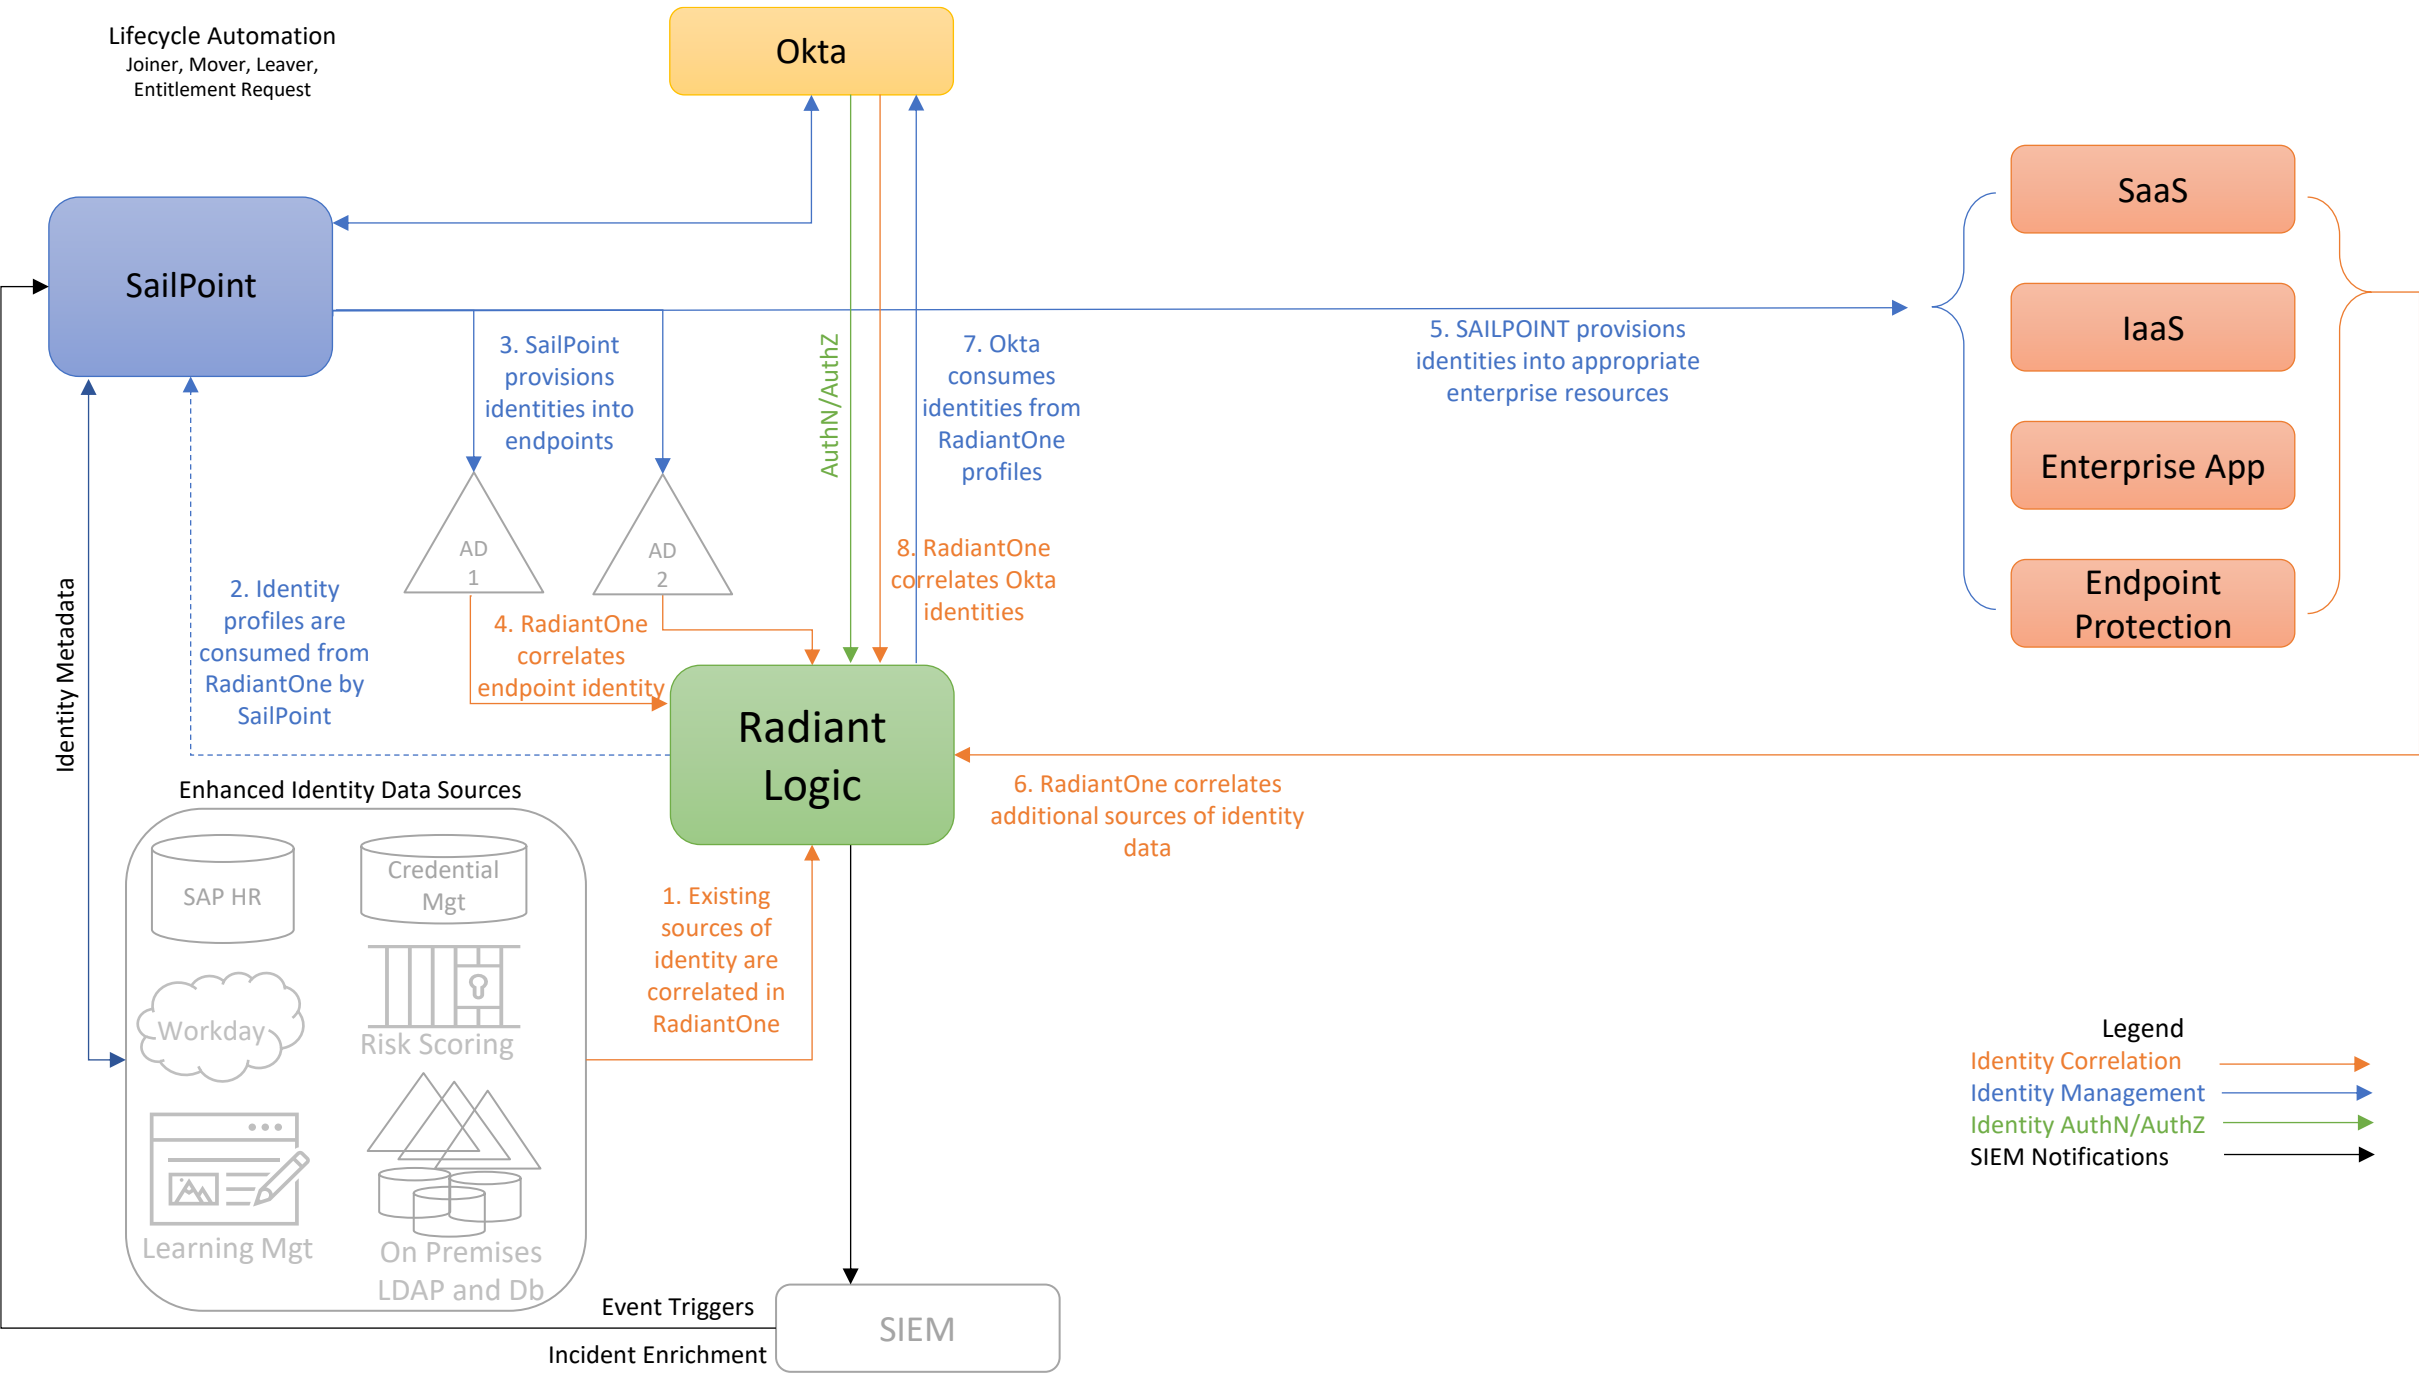 Lifecycle Automation
Joiner, Mover, Leaver,
Entitlement Request
Okta
SailPoint
SaaS
IaaS
Enterprise App
Endpoint
Protection
3. SailPoint
provisions
identities into
endpoints
AuthN/AuthZ
7. Okta
consumes
identities from
RadiantOne
profiles
5. SAILPOINT provisions
identities into appropriate
enterprise resources
AD
1
AD
2
8. RadiantOne
correlates Okta
identities
Identity Metadata
2. Identity
profiles are
consumed from
RadiantOne by
SailPoint
4. RadiantOne
correlates
endpoint identity
Radiant
Logic
6. RadiantOne correlates
additional sources of identity
data
Enhanced Identity Data Sources
SAP HR
Credential
Mgt
Workday
Risk Scoring
Learning Mgt
On Premises
LDAP and Db
1. Existing
sources of
identity are
correlated in
RadiantOne
Event Triggers
Incident Enrichment
SIEM
Legend
Identity Correlation
Identity Management
Identity AuthN/AuthZ
SIEM Notifications